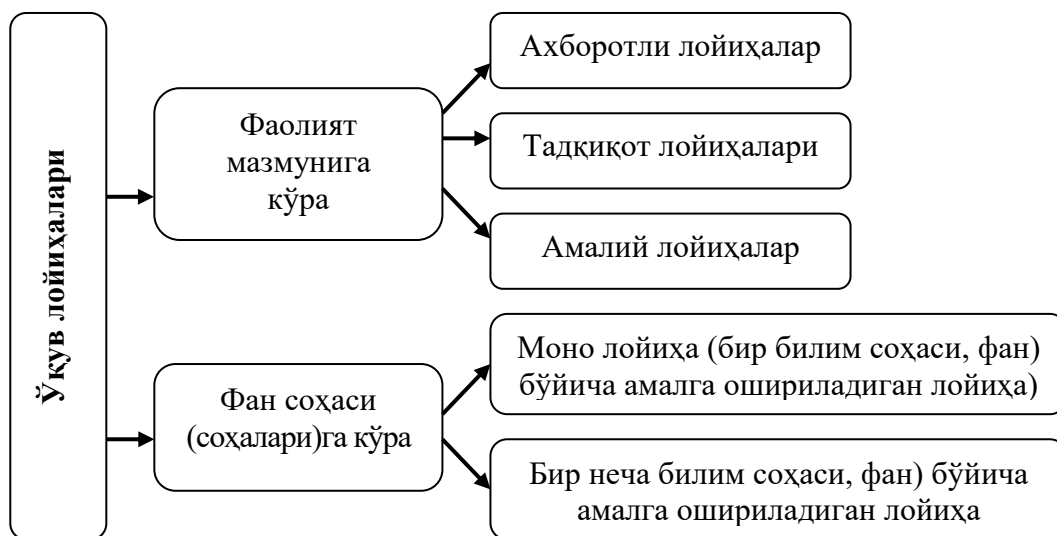 Ўқув лойиҳалари
Фаолият
мазмунига
кўра
Ахборотли лойиҳалар
Тадқиқот лойиҳалари
Амалий лойиҳалар
Фан соҳаси
(соҳалари)га кўра
Моно лойиҳа (бир билим соҳаси, фан)
бўйича амалга ошириладиган лойиҳа)
Бир неча билим соҳаси, фан) бўйича
амалга ошириладиган лойиҳа